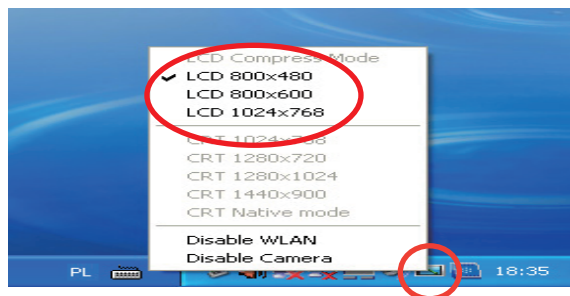 LCD Compress Mode
LCD 800x480
LCD 800x600
LCD 1024x768
CRT 1024x768
CRT 1280x720
CRT 1280x1024
CRT 1440x900
CRT Native mode
Disable WLAN
Disable Camera
PL
18:35